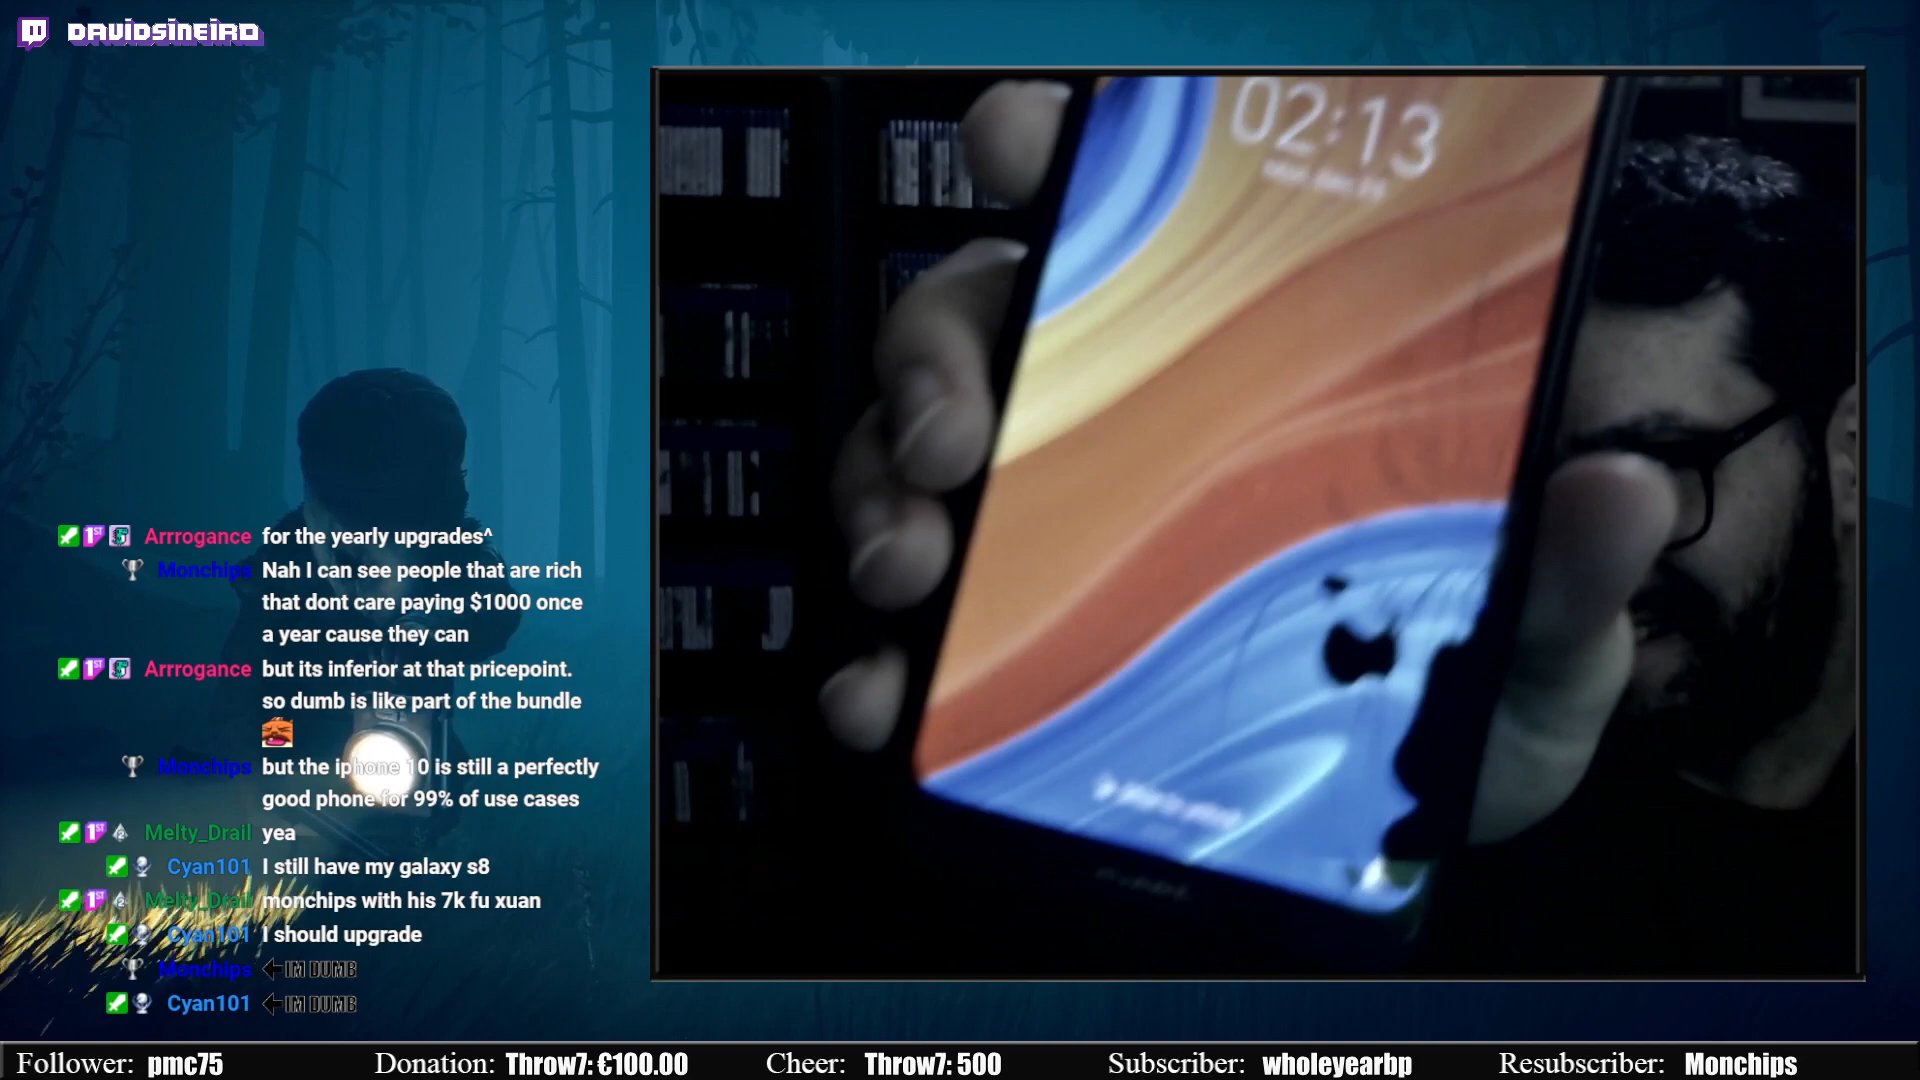 DAVIDSINEIRO
02:13
Arrrogance for the yearly upgrades^
Monchips Nah I can see people that are rich
that dont care paying $1000 once
a year cause they can
Arrrogance but its inferior at that pricepoint.
so dumb is like part of the bundle
Monchips but the iphone 10 is still a perfectly
good phone for 99% of use cases
Melty_Drail yea
Cyan101 I still have my galaxy s8
Melty_Drail monchips with his 7k fu xuan
Cyan101 I should upgrade
Monchips ←IM DUMB
Cyan101 ←IM DUMB
Follower: pmc75 Donation: Throw7: €100.00 Cheer: Throw7: 500 Subscriber: wholeyearbp Resubscriber: Monchips